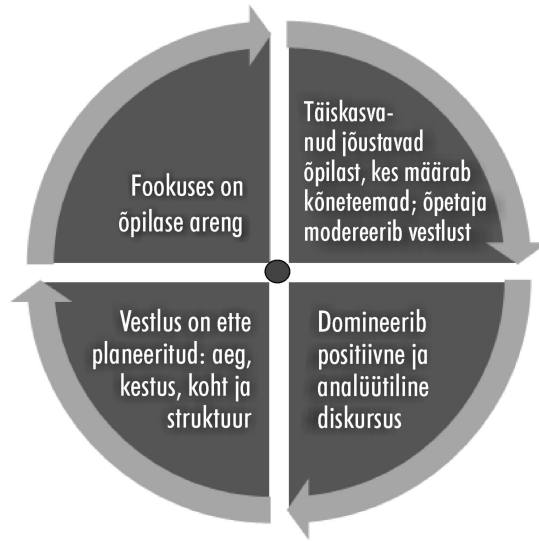 Fookuses on
õpilase areng
Täiskasva-
nud jõustavad
õpilast, kes määrab
kõneteemad; õpetaja
modereerib vestlust
Vestlus on ette
planeeritud: aeg,
kestus, koht ja
struktuur
Domineerib
positiivne ja
analüütiline
diskursus